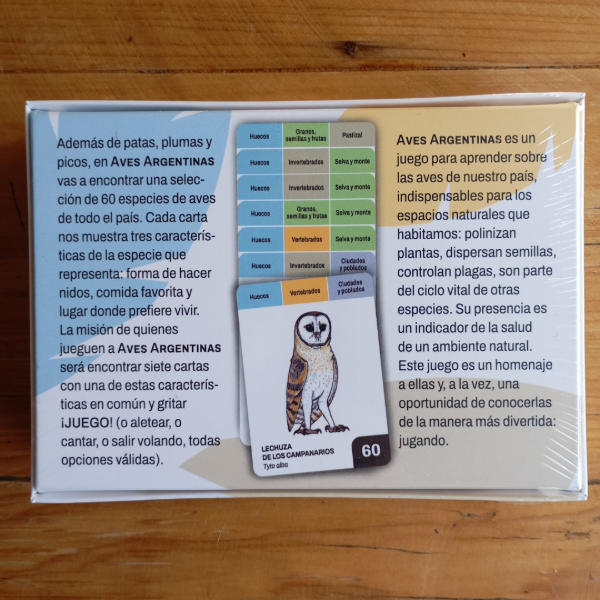 Además de patas, plumas y
picos, en AVES ARGENTINAS
vas a encontrar una selec-
ción de 60 especies de aves
de todo el país. Cada carta
nos muestra tres caracterís-
ticas de la especie que
representa: forma de hacer
nidos, comida favorita y
lugar donde prefiere vivir.
La misión de quienes
jueguen a AVES ARGENTINAS
será encontrar siete cartas
con una de estas caracterís-
ticas en común y gritar
¡JUEGO! (o aletear, o
cantar, o salir volando, todas
opciones válidas).
Huecos Granos, semillas y frutas Pastizal
Huecos Invertebrados Selva y monte
Huecos Invertebrados Selva y monte
Huecos Granos, semillas y frutas Selva y monte
Huecos Vertebrados Selva y monte
Huecos Invertebrados Ciudades y poblados
Huecos Vertebrados Ciudades y poblados
LECHUZA
DE LOS CAMPANARIOS
Tyto alba
60
AVES ARGENTINAS es un
juego para aprender sobre
las aves de nuestro país,
indispensables para los
espacios naturales que
habitamos: polinizan
plantas, dispersan semillas,
controlan plagas, son parte
del ciclo vital de otras
especies. Su presencia es
un indicador de la salud
de un ambiente natural.
Este juego es un homenaje
a ellas y, a la vez, una
oportunidad de conocerlas
de la manera más divertida:
jugando.